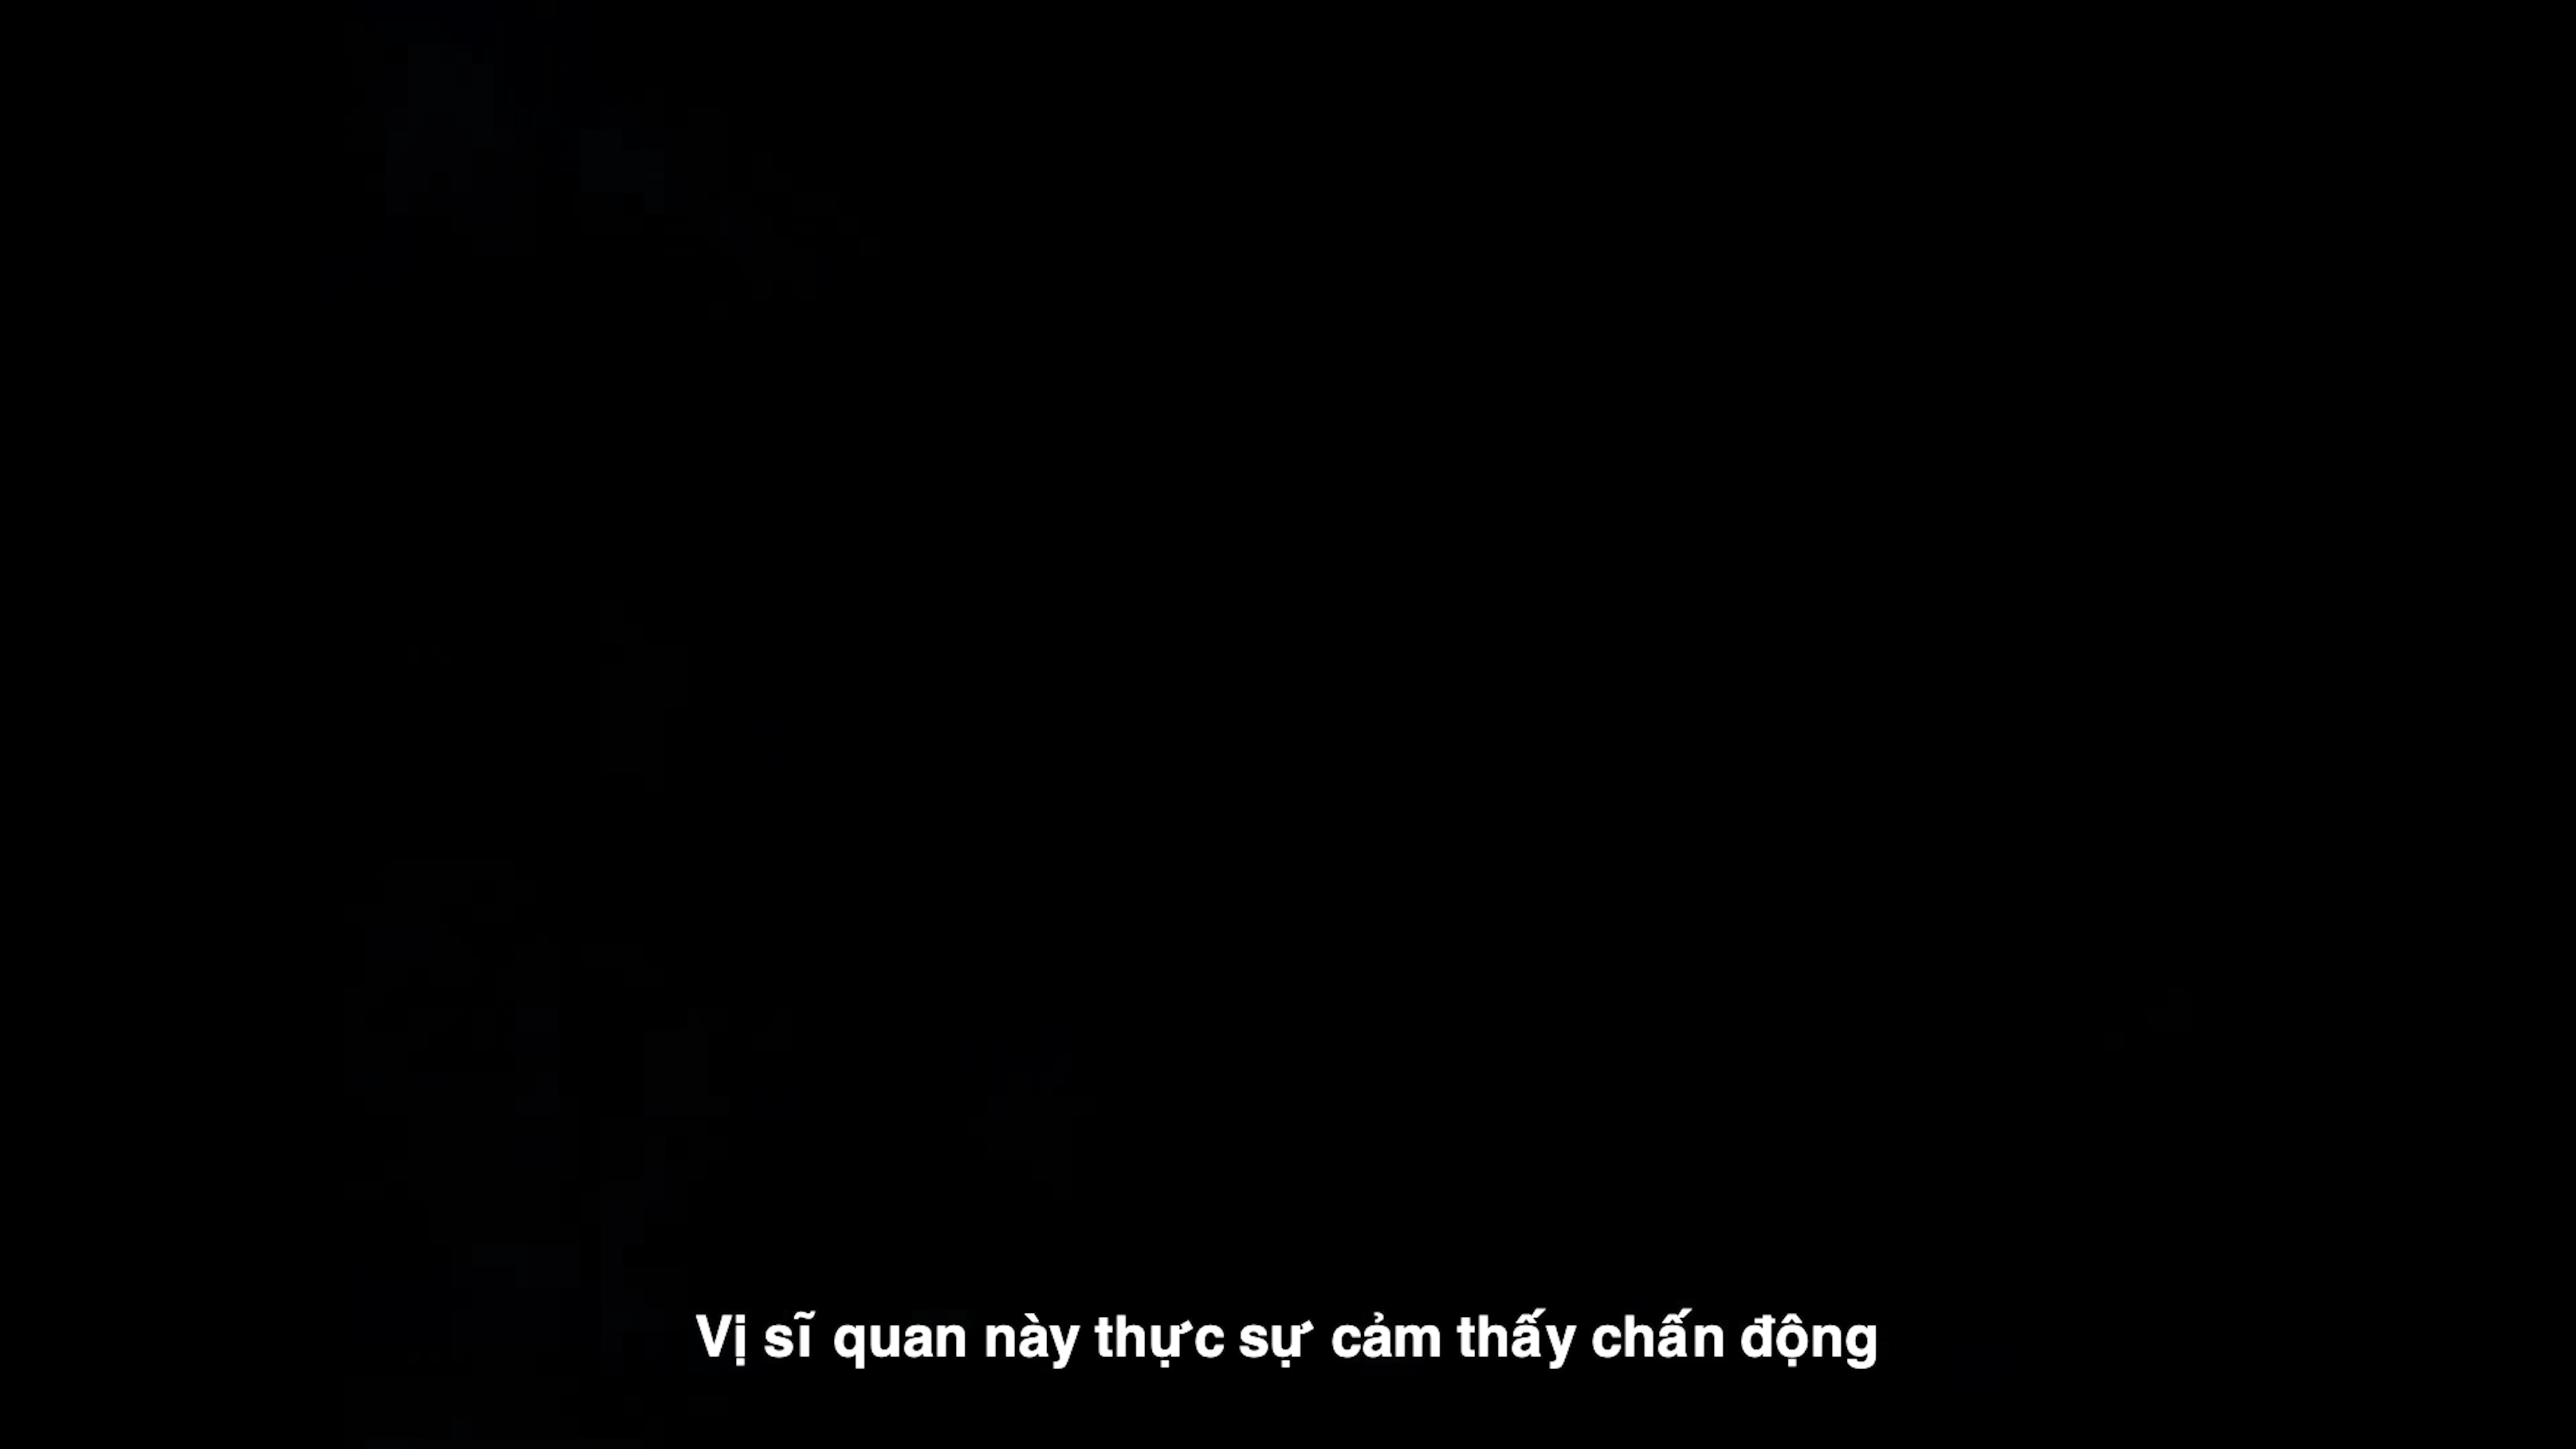 Vị sĩ quan này thực sự cảm thấy chấn động